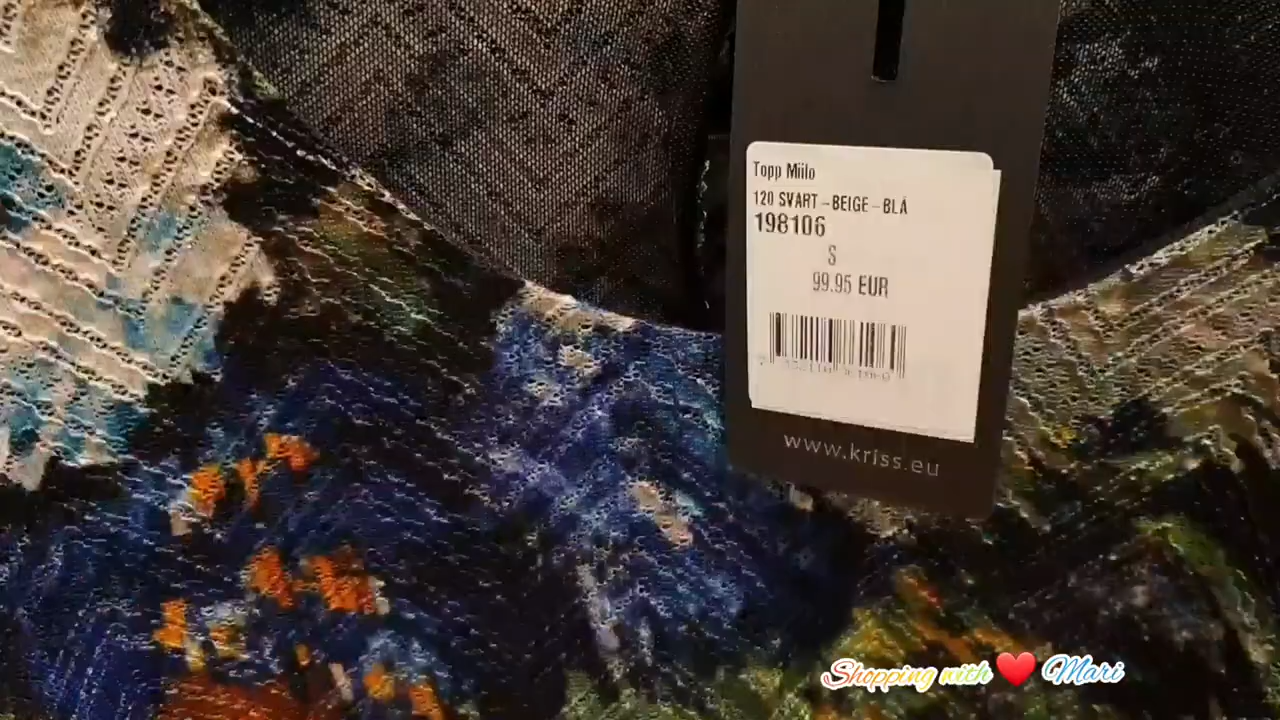 Topp Miilo
120 SVART-BEIGE-BLÅ
198106
S
99.95 EUR
www.kriss.eu
Shopping with ❤️ Mari